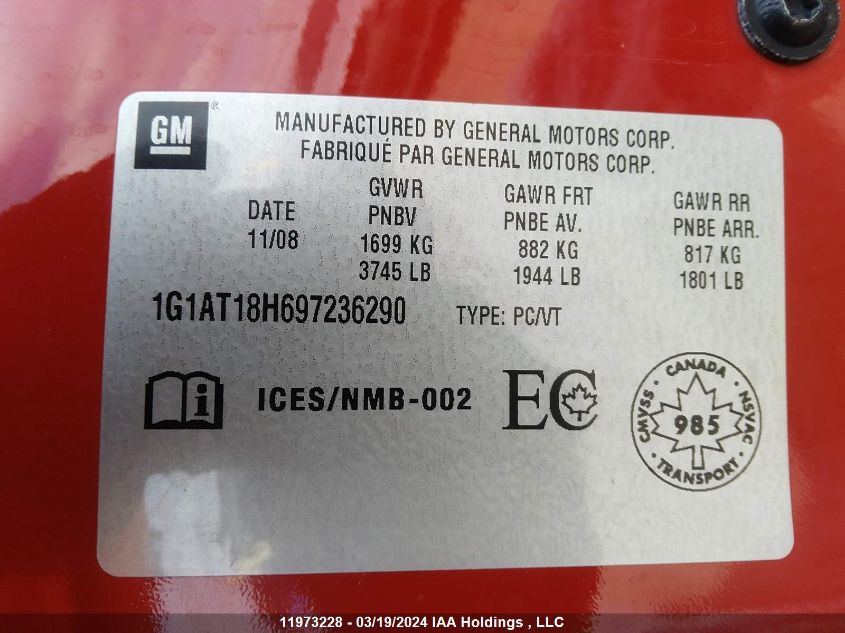 GM®
MANUFACTURED BY GENERAL MOTORS CORP.
FABRIQUÉ PAR GENERAL MOTORS CORP.
DATE
11/08
GVWR
PNBV
1699 KG
3745 LB
GAWR FRT
PNBE AV.
882 KG
1944 LB
GAWR RR
PNBE ARR.
817 KG
1801 LB
1G1AT18H697236290 TYPE: PC/VT
i ICES/NMB-002 EC
CANADA
CMVSS · NSVAC
985
TRANSPORT
11973228 - 03/19/2024 IAA Holdings , LLC